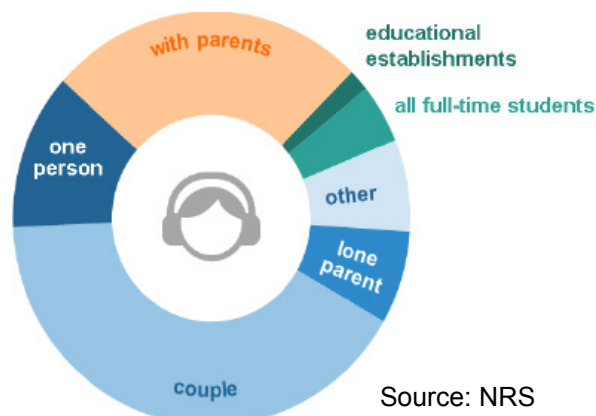 with parents
educational
establishments
all full-time students
one
person
other
lone
parent
couple
Source: NRS